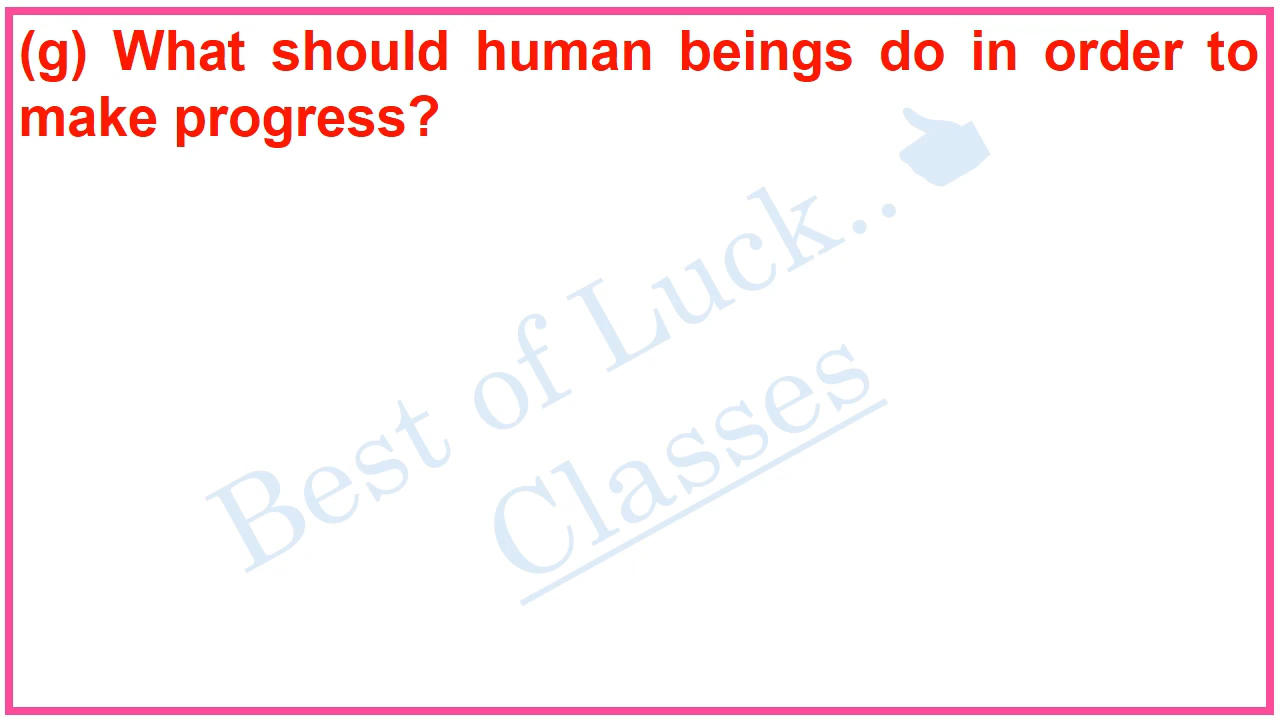 (g) What should human beings do in order to
make progress?
Best of Luck..
Classes